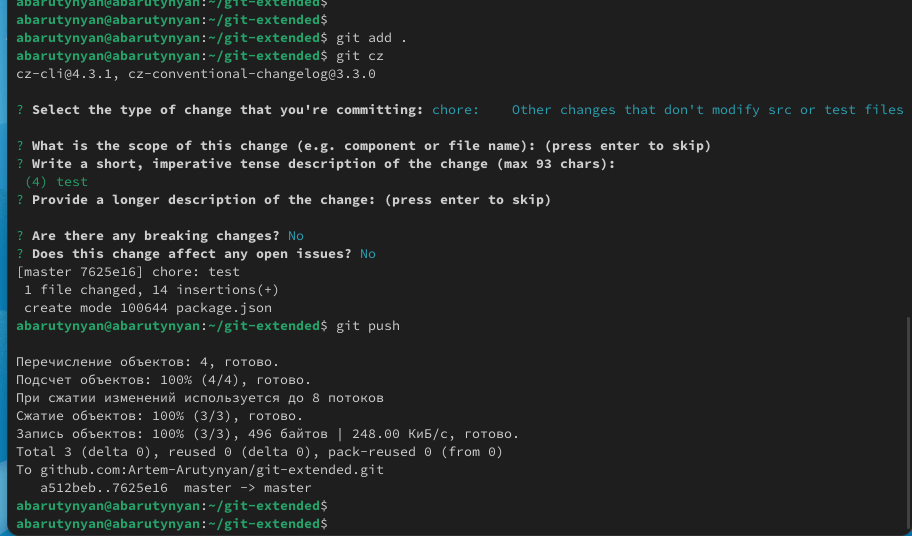 abarutynyan@abarutynyan:~/git-extended$
abarutynyan@abarutynyan:~/git-extended$
abarutynyan@abarutynyan:~/git-extended$ git add .
abarutynyan@abarutynyan:~/git-extended$ git cz
cz-cli@4.3.1, cz-conventional-changelog@3.3.0
? Select the type of change that you're committing: chore:    Other changes that don't modify src or test files
? What is the scope of this change (e.g. component or file name): (press enter to skip)
? Write a short, imperative tense description of the change (max 93 chars):
(4) test
? Provide a longer description of the change: (press enter to skip)
? Are there any breaking changes? No
? Does this change affect any open issues? No
[master 7625e16] chore: test
1 file changed, 14 insertions(+)
create mode 100644 package.json
abarutynyan@abarutynyan:~/git-extended$ git push
Перечисление объектов: 4, готово.
Подсчет объектов: 100% (4/4), готово.
При сжатии изменений используется до 8 потоков
Сжатие объектов: 100% (3/3), готово.
Запись объектов: 100% (3/3), 496 байтов | 248.00 КиБ/с, готово.
Total 3 (delta 0), reused 0 (delta 0), pack-reused 0 (from 0)
To github.com:Artem-Arutynyan/git-extended.git
a512beb..7625e16  master -> master
abarutynyan@abarutynyan:~/git-extended$
abarutynyan@abarutynyan:~/git-extended$